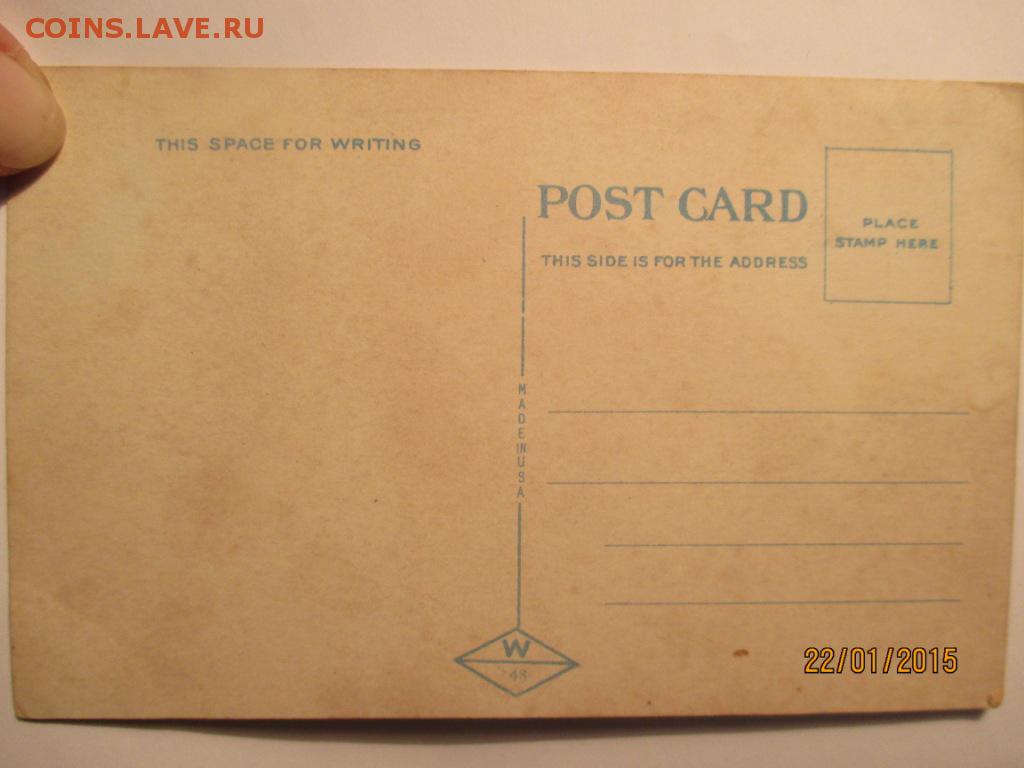 COINS.LAVE.RU
THIS SPACE FOR WRITING
POST CARD
THIS SIDE IS FOR THE ADDRESS
PLACE
STAMP HERE
MADE IN USA
W
48
22/01/2015